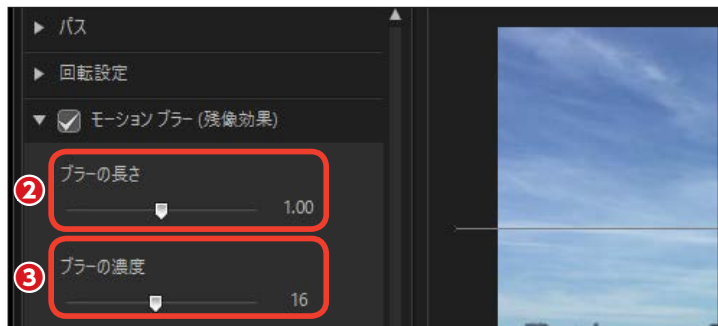 ▶ パス
▶ 回転設定
▼ ✓ モーション ブラー (残像効果)
② ブラーの長さ
1.00
③ ブラーの濃度
16